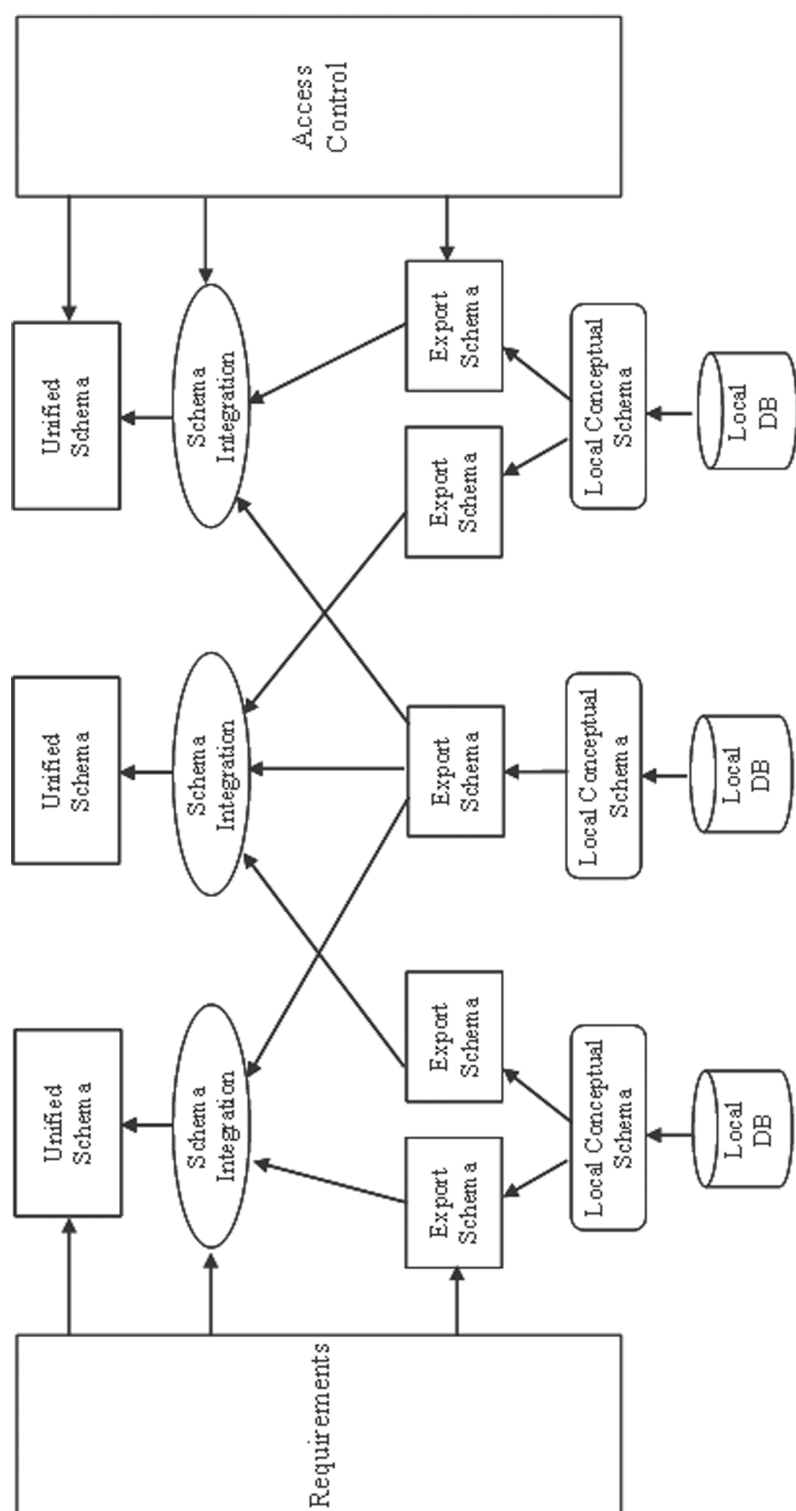 Unified
Schema
Unified
Schema
Unified
Schema
Schema
Integration
Schema
Integration
Schema
Integration
Requirements
Access
Control
Export
Schema
Export
Schema
Export
Schema
Export
Schema
Export
Schema
Local Conceptual
Schema
Local Conceptual
Schema
Local Conceptual
Schema
Local
DB
Local
DB
Local
DB